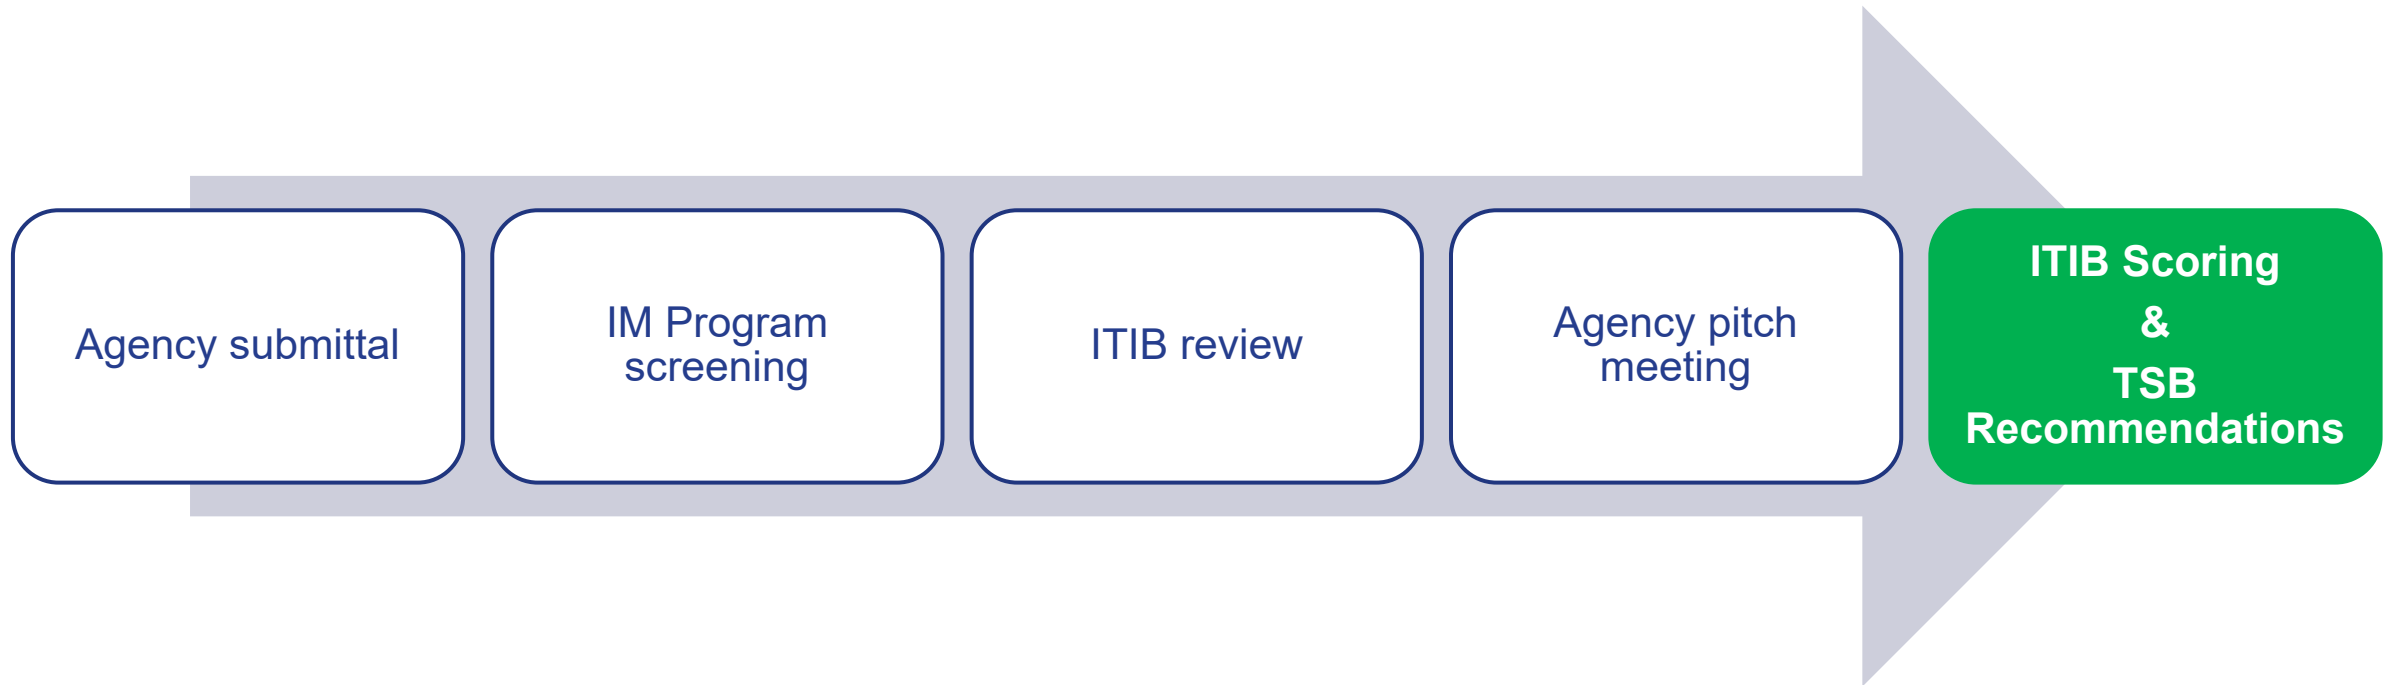 Agency submittal
IM Program
screening
ITIB review
Agency pitch
meeting
ITIB Scoring
&
TSB
Recommendations